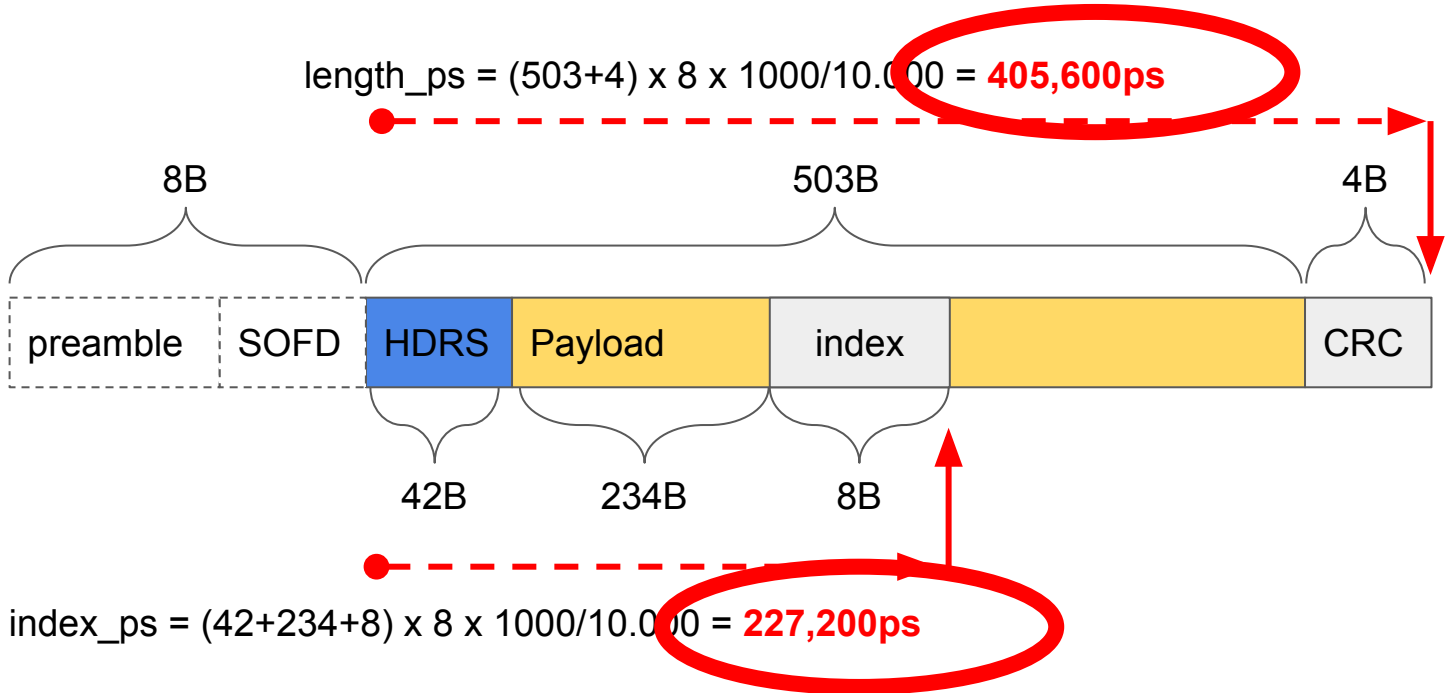 length_ps = (503+4) x 8 x 1000/10.000 = 405,600ps
8B
503B
4B
preamble
SOFD
HDRS
Payload
index
CRC
42B
234B
8B
index_ps = (42+234+8) x 8 x 1000/10.000 = 227,200ps